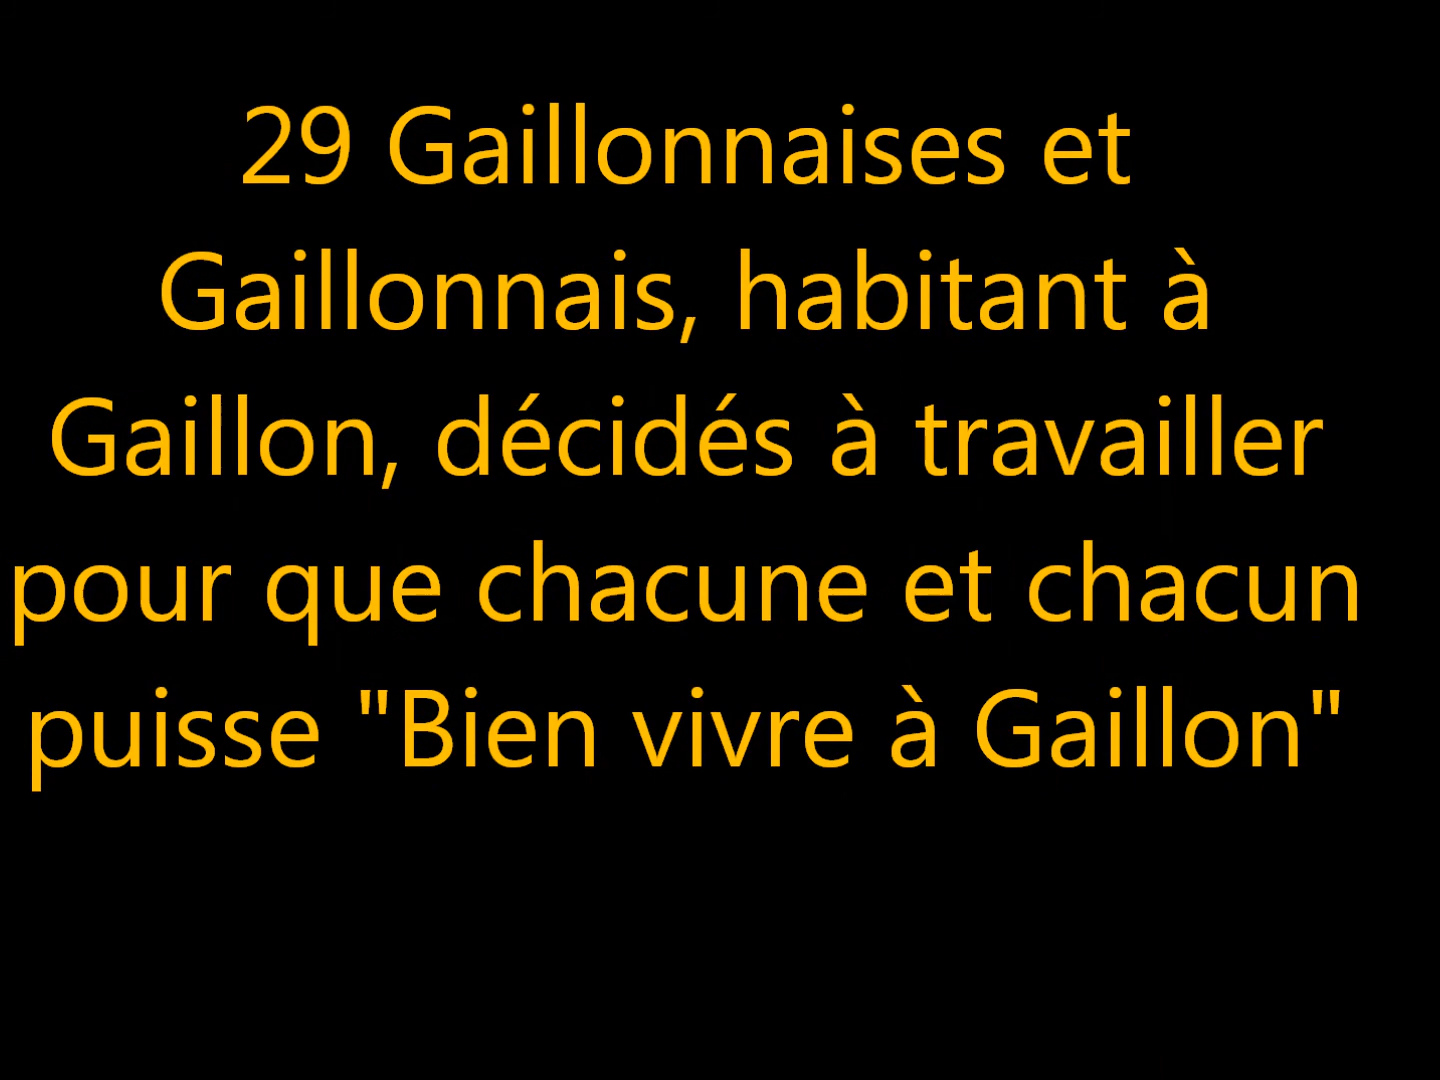 29 Gaillonnaises et
Gaillonnais, habitant à
Gaillon, décidés à travailler
pour que chacune et chacun
puisse "Bien vivre à Gaillon"